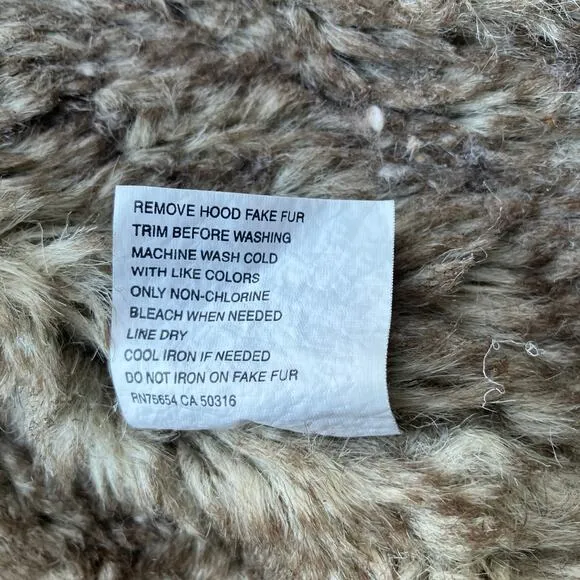 REMOVE HOOD FAKE FUR
TRIM BEFORE WASHING
MACHINE WASH COLD
WITH LIKE COLORS
ONLY NON-CHLORINE
BLEACH WHEN NEEDED
LINE DRY
COOL IRON IF NEEDED
DO NOT IRON ON FAKE FUR
RN75654 CA 50316